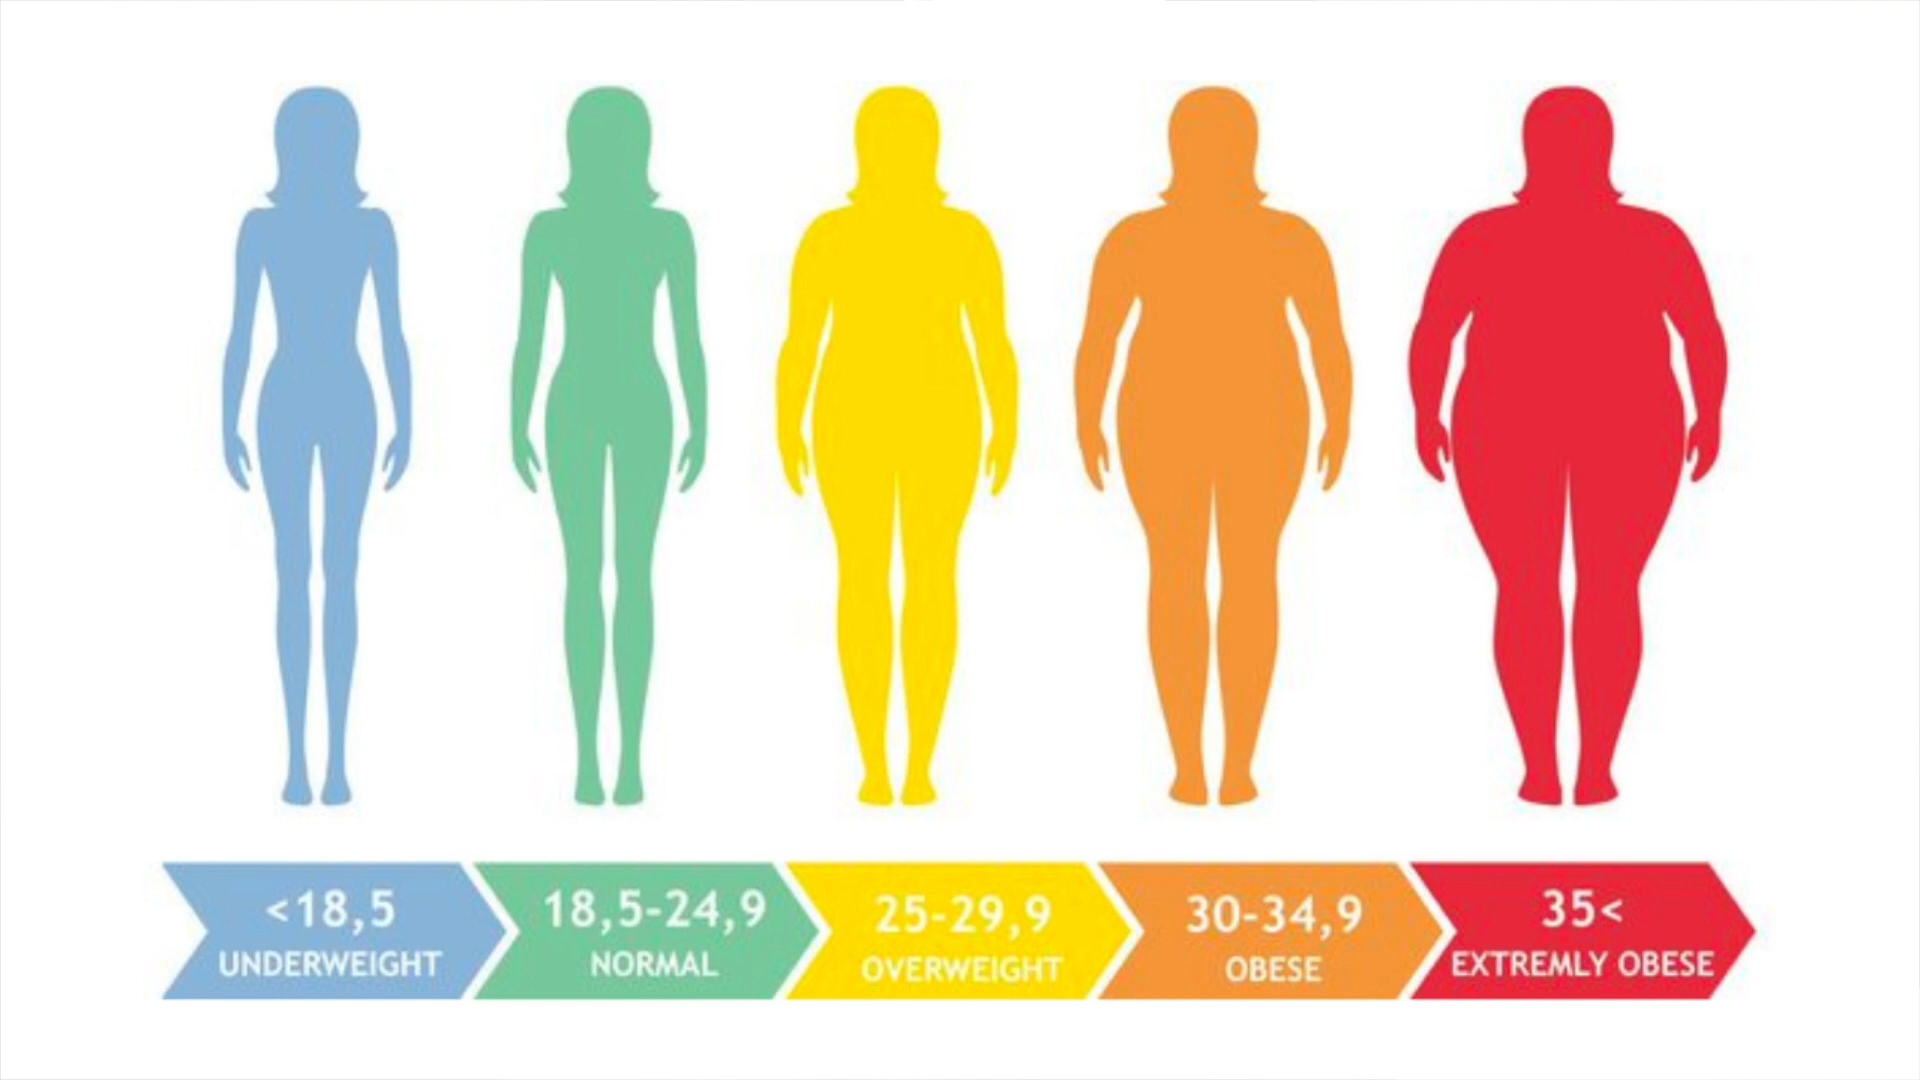 <18,5
UNDERWEIGHT
18,5-24,9
NORMAL
25-29,9
OVERWEIGHT
30-34,9
OBESE
35<
EXTREMLY OBESE